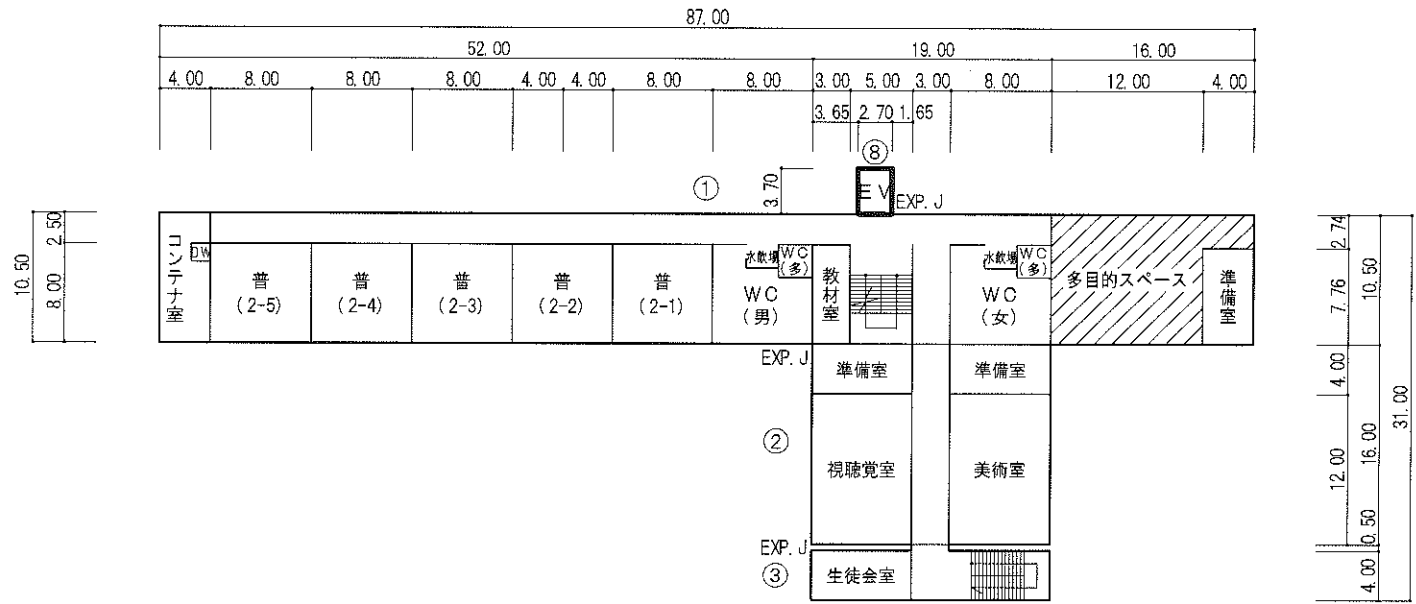 87.00
52.00 19.00 16.00
4.00 8.00 8.00 8.00 4.00 4.00 8.00 8.00 3.00 5.00 3.00 8.00 12.00 4.00
3.65 2.70 1.65
⑧
3.70
①
EV
EXP. J
10.50
2.50
8.00
コンテナ室
DW
普
(2-5)
普
(2-4)
普
(2-3)
普
(2-2)
普
(2-1)
水飲場
WC
(多)
WC
(男)
教材室
水飲場
WC
(多)
WC
(女)
多目的スペース
準備室
2.74
7.76
10.50
EXP. J
準備室
準備室
4.00
31.00
②
視聴覚室
美術室
12.00
16.00
0.50
EXP. J
③
生徒会室
4.00